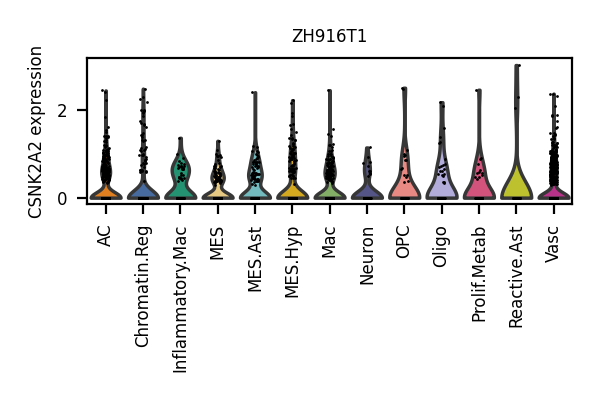 ZH916T1
CSNK2A2 expression
2
0
AC
Chromatin.Reg
Inflammatory.Mac
MES
MES.Ast
MES.Hyp
Mac
Neuron
OPC
Oligo
Prolif.Metab
Reactive.Ast
Vasc